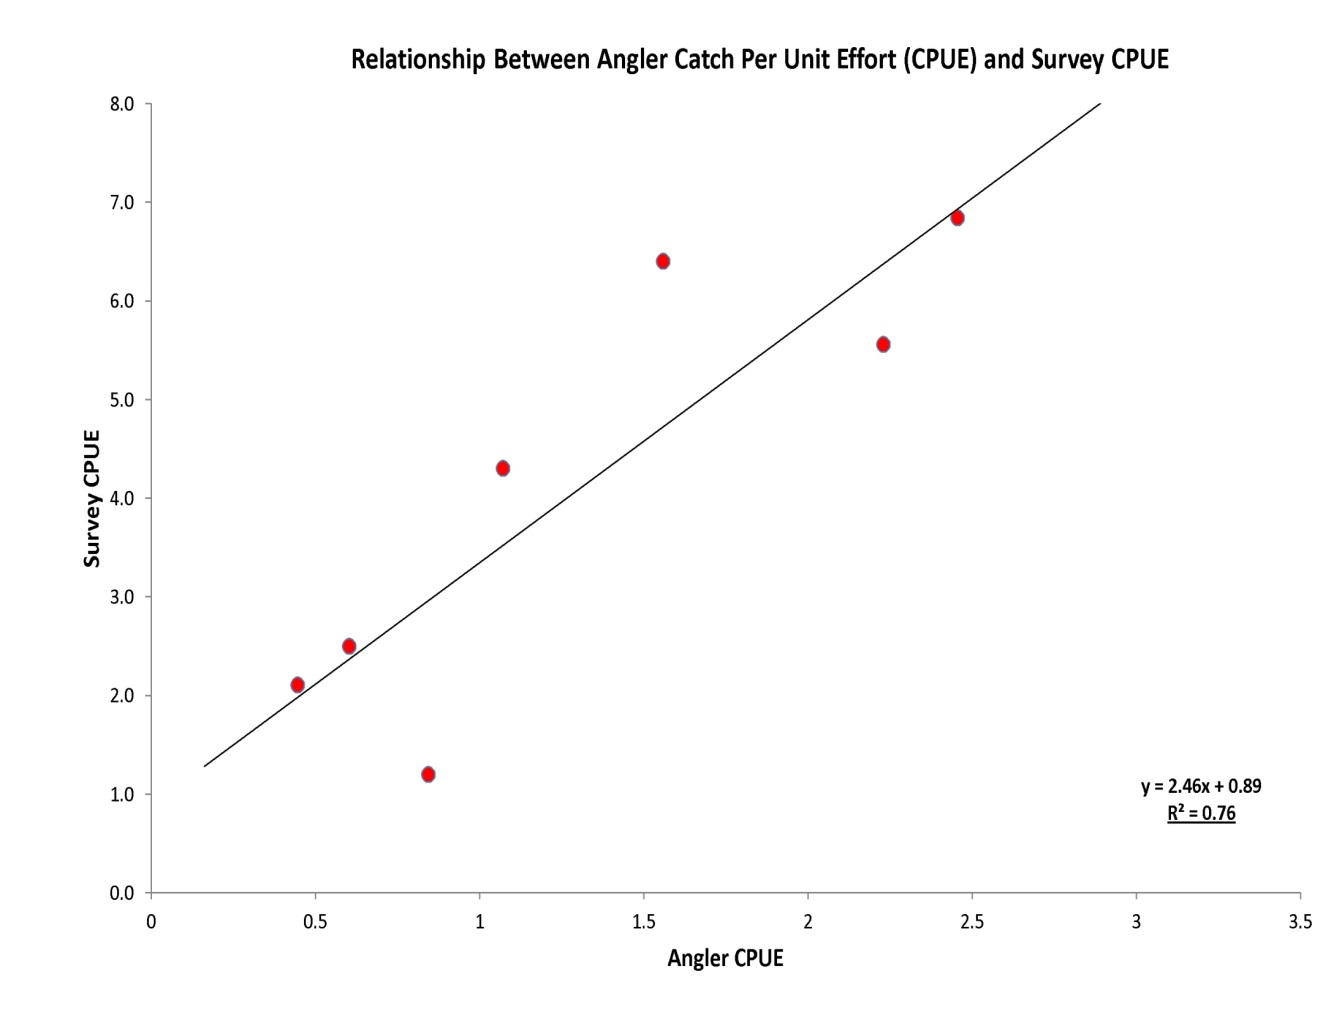 Relationship Between Angler Catch Per Unit Effort (CPUE) and Survey CPUE
8.0
7.0
6.0
5.0
4.0
3.0
2.0
1.0
0.0
Survey CPUE
y = 2.46x + 0.89
R² = 0.76
0 0.5 1 1.5 2 2.5 3 3.5
Angler CPUE